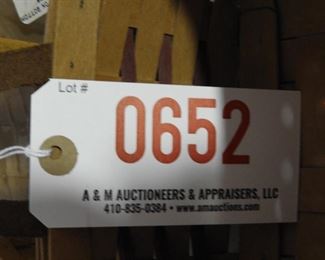 Lot #
0652
A & M AUCTIONEERS & APPRAISERS, LLC
410-835-0384 • www.amauctions.com